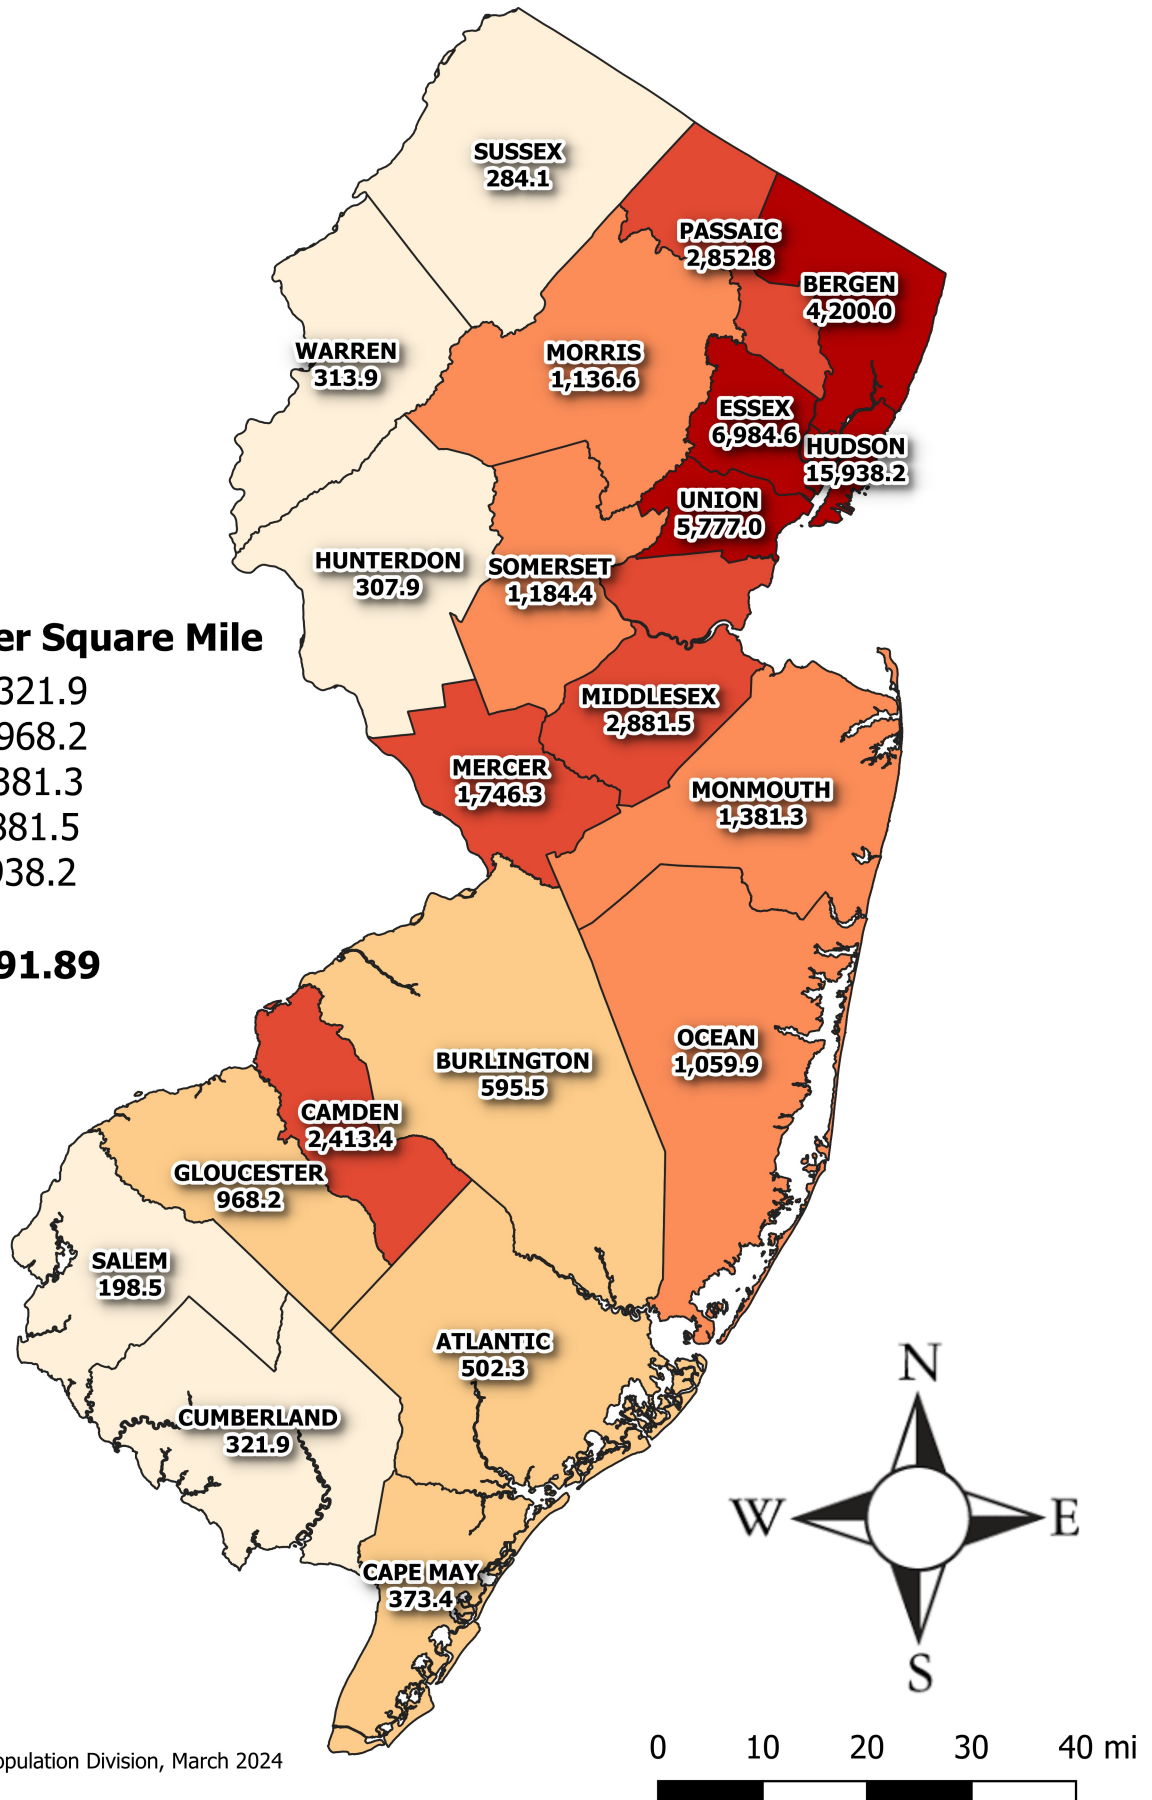 SUSSEX
284.1
PASSAIC
2,852.8
BERGEN
4,200.0
WARREN
313.9
MORRIS
1,136.6
ESSEX
6,984.6
HUDSON
15,938.2
UNION
5,777.0
HUNTERDON
307.9
SOMERSET
1,184.4
er Square Mile
321.9
968.2
381.3
881.5
938.2
91.89
MIDDLESEX
2,881.5
MERCER
1,746.3
MONMOUTH
1,381.3
OCEAN
1,059.9
BURLINGTON
595.5
CAMDEN
2,413.4
GLOUCESTER
968.2
SALEM
198.5
ATLANTIC
502.3
CUMBERLAND
321.9
CAPE MAY
373.4
N
W E
S
opulation Division, March 2024
0 10 20 30 40 mi